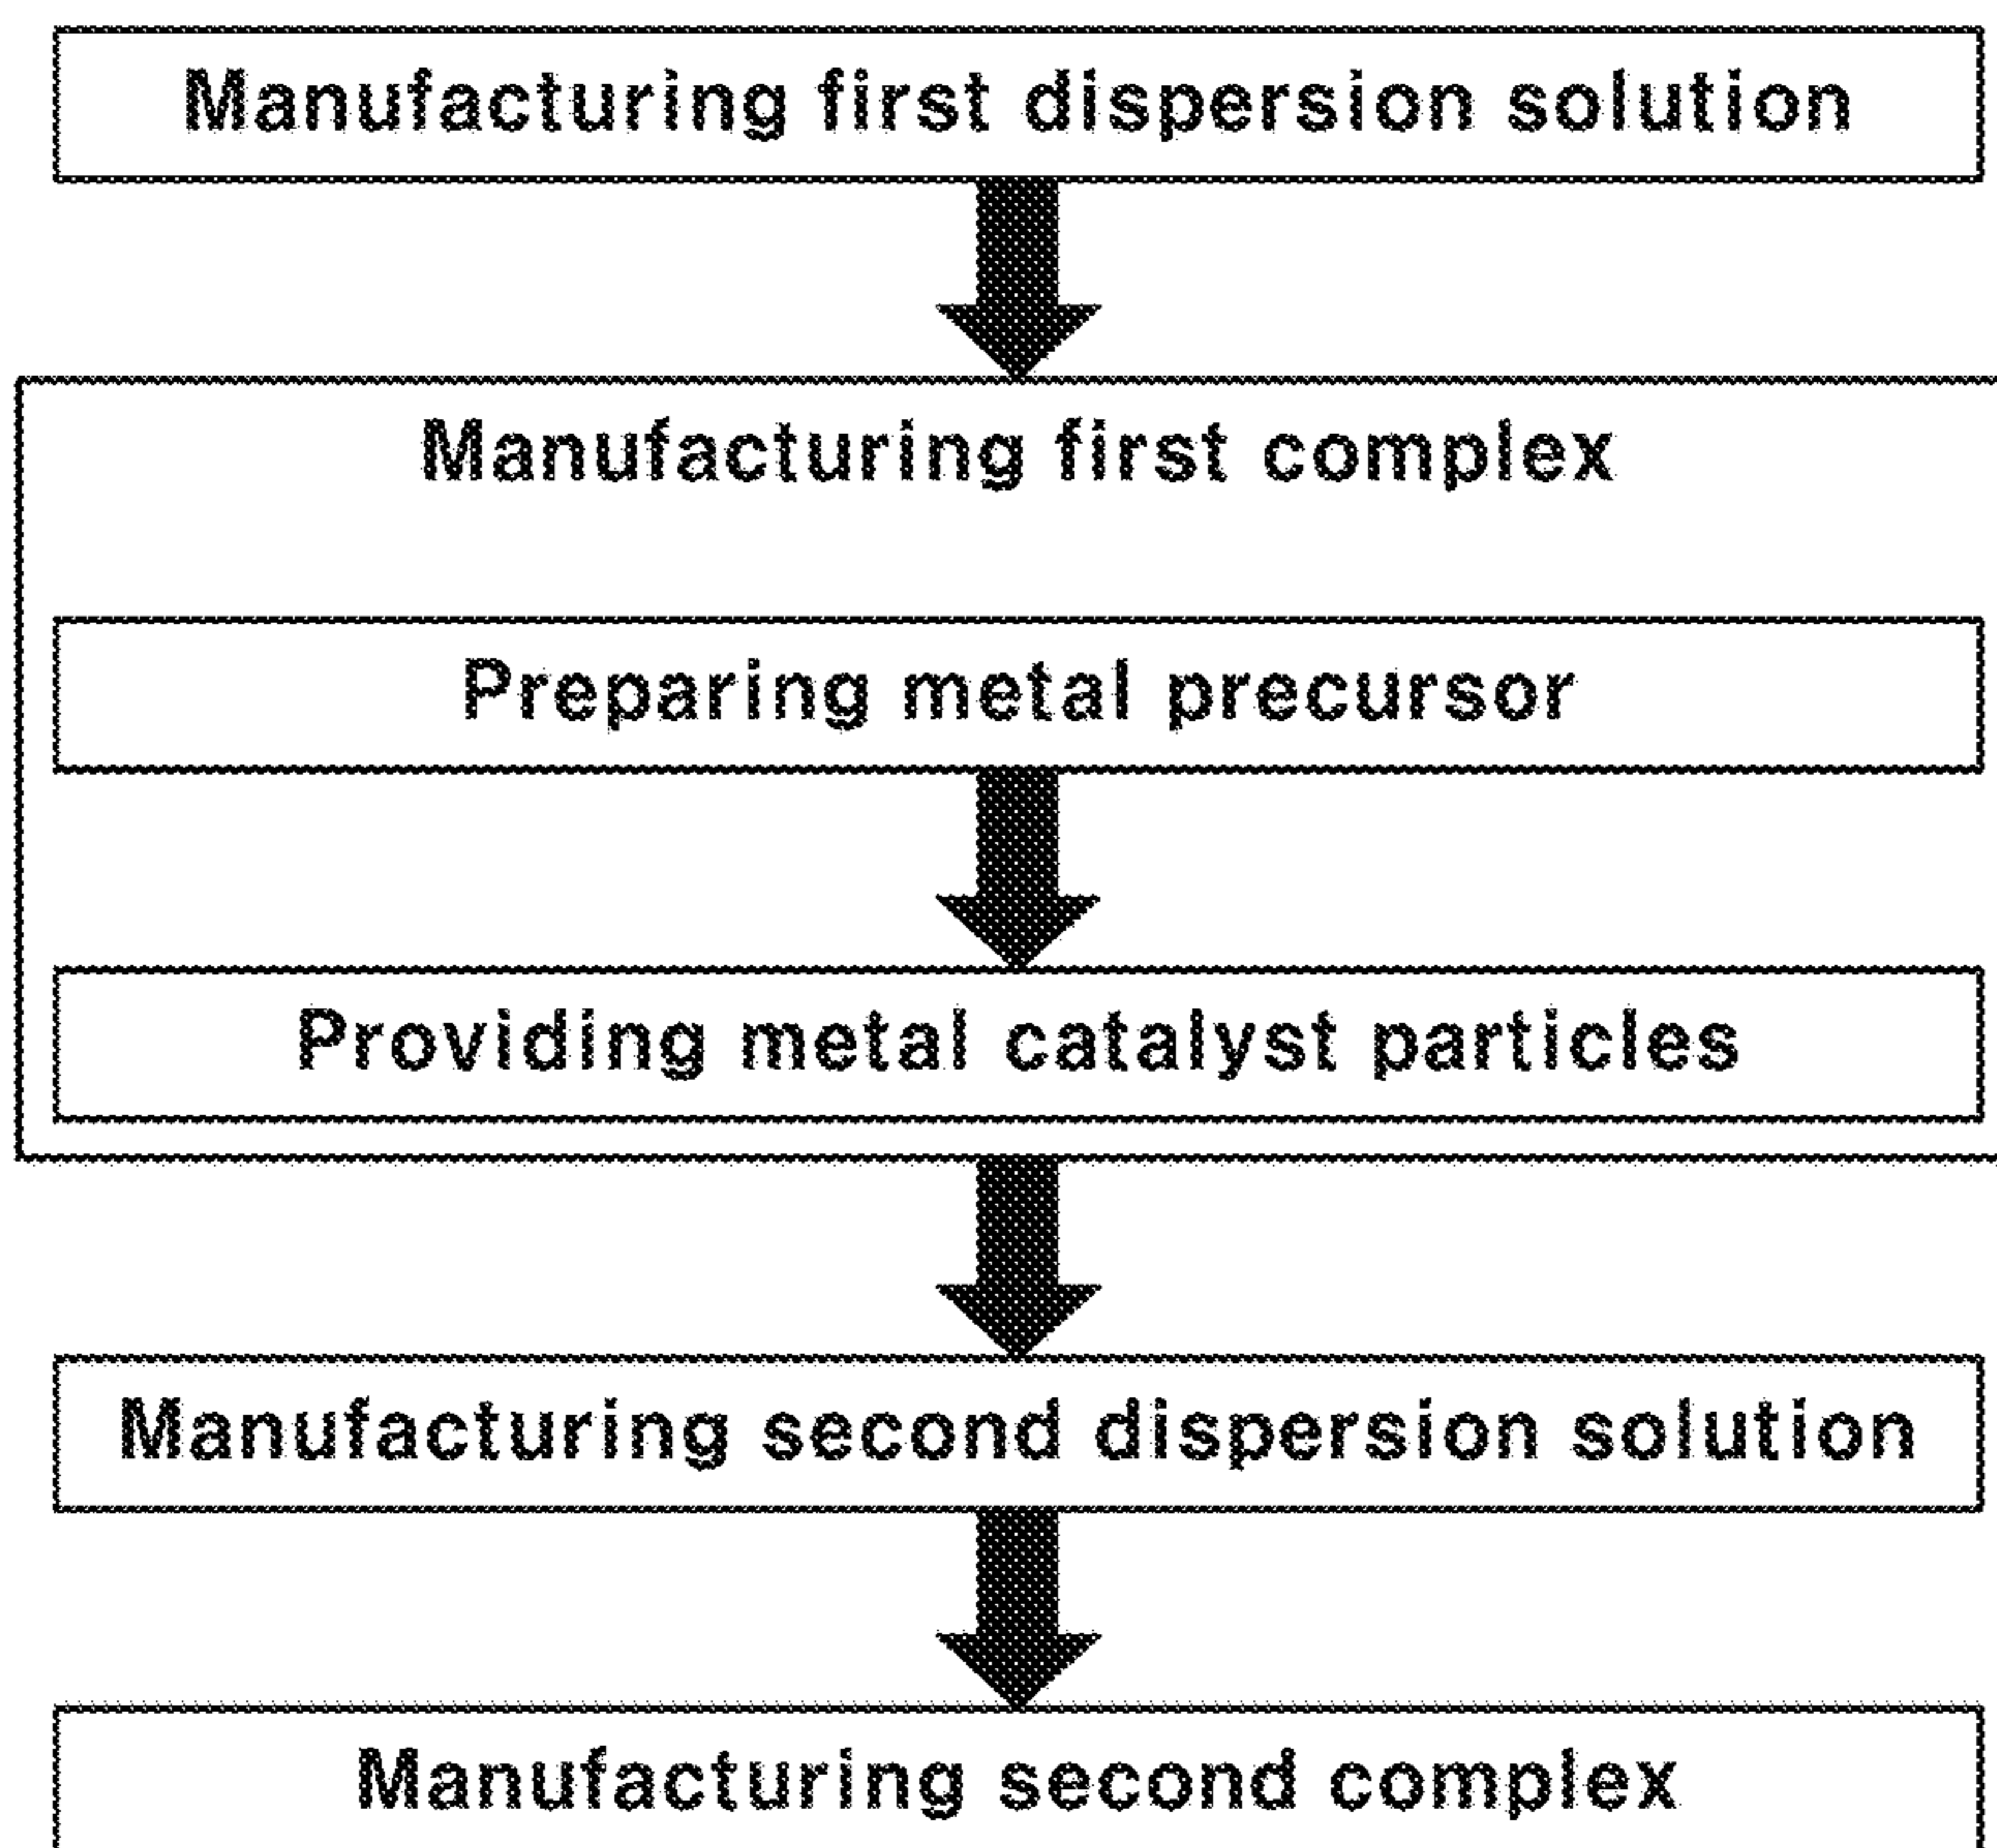 Manufacturing first dispersion solution
Manufacturing first complex
Preparing metal precursor
Providing metal catalyst particles
Manufacturing second dispersion solution
Manufacturing second complex